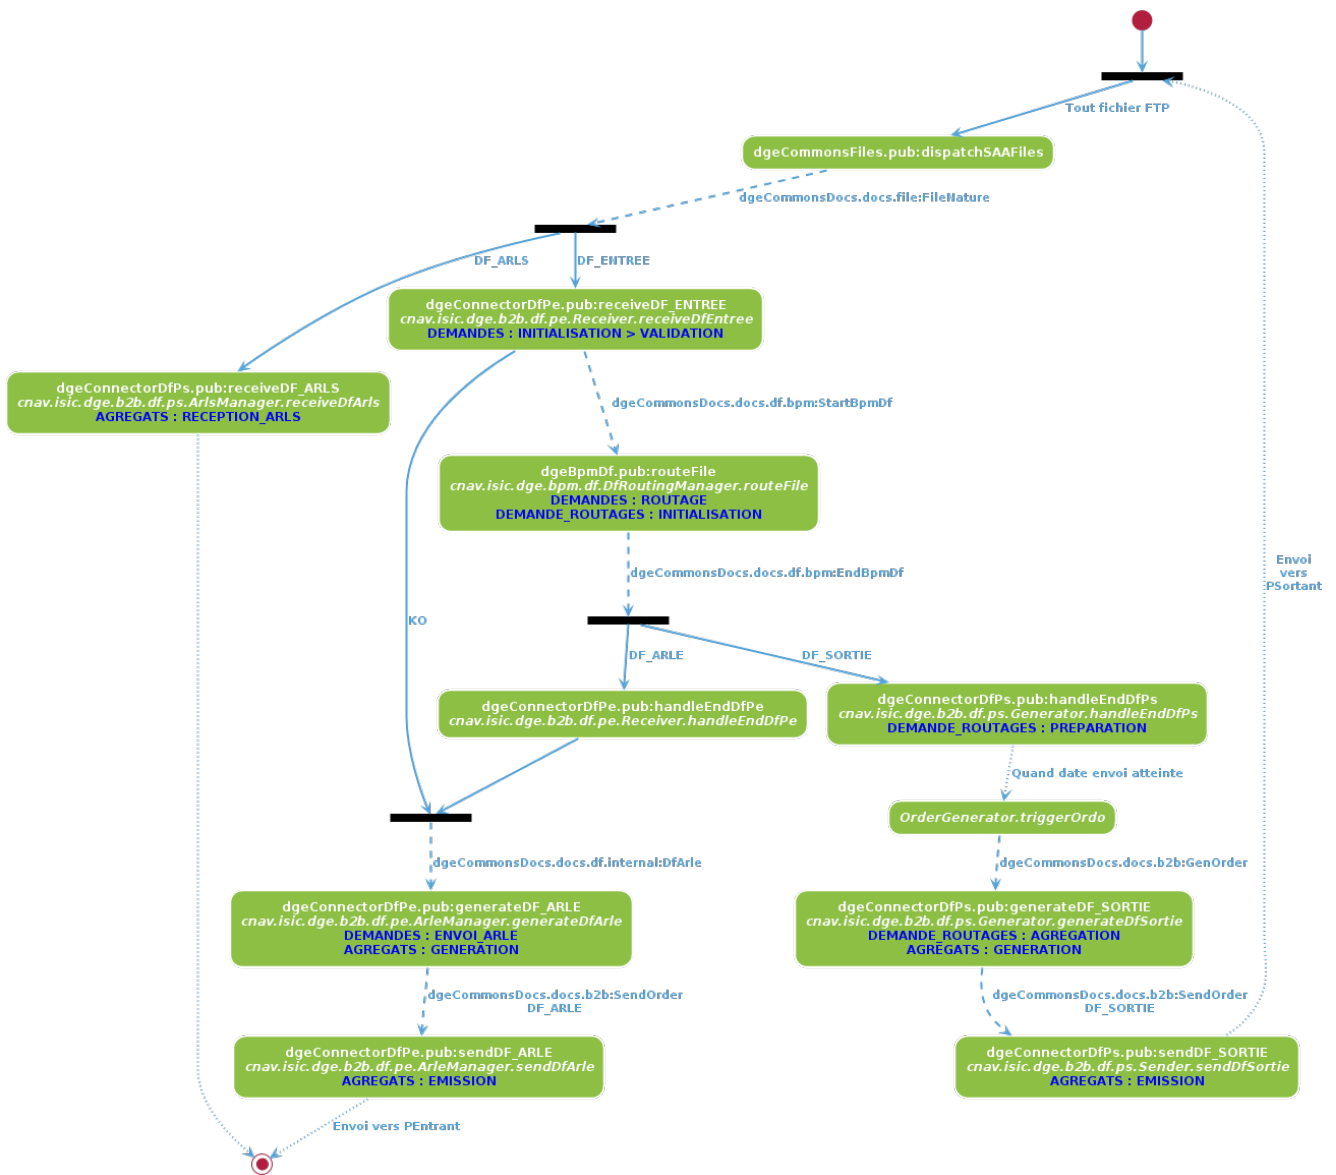 Tout fichier FTP
dgeCommonsFiles.pub:dispatchSAAFiles
dgeCommonsDocs.docs.file:FileNature
DF_ARLS
DF_ENTREE
dgeConnectorDfPe.pub:receiveDF_ENTREE
cnav.isic.dge.b2b.df.pe.Receiver.receiveDfEntree
DEMANDES : INITIALISATION > VALIDATION
dgeConnectorDfPs.pub:receiveDF_ARLS
cnav.isic.dge.b2b.df.ps.ArlsManager.receiveDfArls
AGREGATS : RECEPTION_ARLS
dgeCommonsDocs.docs.df.bpm:StartBpmDf
dgeBpmDf.pub:routeFile
cnav.isic.dge.bpm.df.DfRoutingManager.routeFile
DEMANDES : ROUTAGE
DEMANDE_ROUTAGES : INITIALISATION
dgeCommonsDocs.docs.df.bpm:EndBpmDf
Envoi
vers
PSortant
KO
DF_ARLE
DF_SORTIE
dgeConnectorDfPe.pub:handleEndDfPe
cnav.isic.dge.b2b.df.pe.Receiver.handleEndDfPe
dgeConnectorDfPs.pub:handleEndDfPs
cnav.isic.dge.b2b.df.ps.Generator.handleEndDfPs
DEMANDE_ROUTAGES : PREPARATION
Quand date envoi atteinte
OrderGenerator.triggerOrdo
dgeCommonsDocs.docs.df.internal:DfArle
dgeCommonsDocs.docs.b2b:GenOrder
dgeConnectorDfPe.pub:generateDF_ARLE
cnav.isic.dge.b2b.df.pe.ArleManager.generateDfArle
DEMANDES : ENVOI_ARLE
AGREGATS : GENERATION
dgeConnectorDfPs.pub:generateDF_SORTIE
cnav.isic.dge.b2b.df.ps.Generator.generateDfSortie
DEMANDE_ROUTAGES : AGREGATION
AGREGATS : GENERATION
dgeCommonsDocs.docs.b2b:SendOrder
DF_ARLE
dgeCommonsDocs.docs.b2b:SendOrder
DF_SORTIE
dgeConnectorDfPe.pub:sendDF_ARLE
cnav.isic.dge.b2b.df.pe.ArleManager.sendDfArle
AGREGATS : EMISSION
dgeConnectorDfPs.pub:sendDF_SORTIE
cnav.isic.dge.b2b.df.ps.Sender.sendDfSortie
AGREGATS : EMISSION
Envoi vers PEntrant